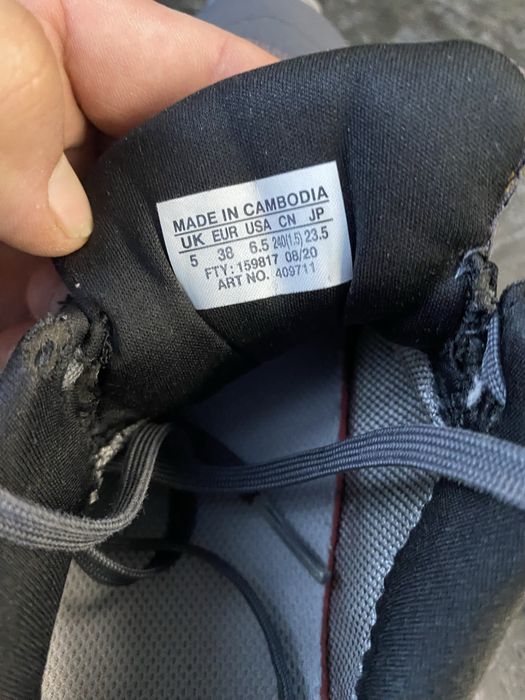 MADE IN CAMBODIA
UK EUR USA CN JP
5 38 6.5 240(1.5) 23.5
FTY: 159817 08/20
ART NO. 409711